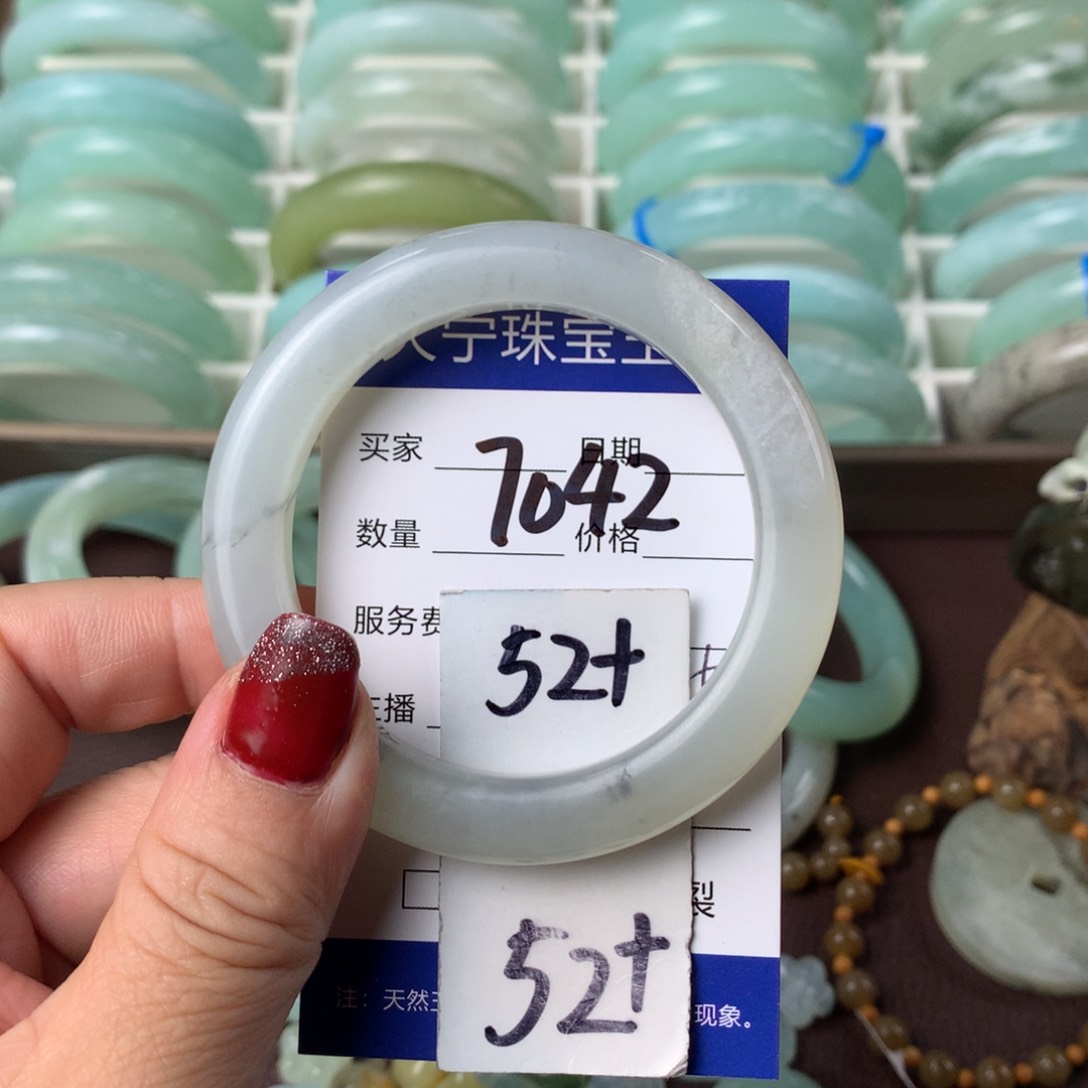 宁珠宝
买家 7042 日期
数量 价格
服务费
52+
主播
裂
52+
注：天然 现象。